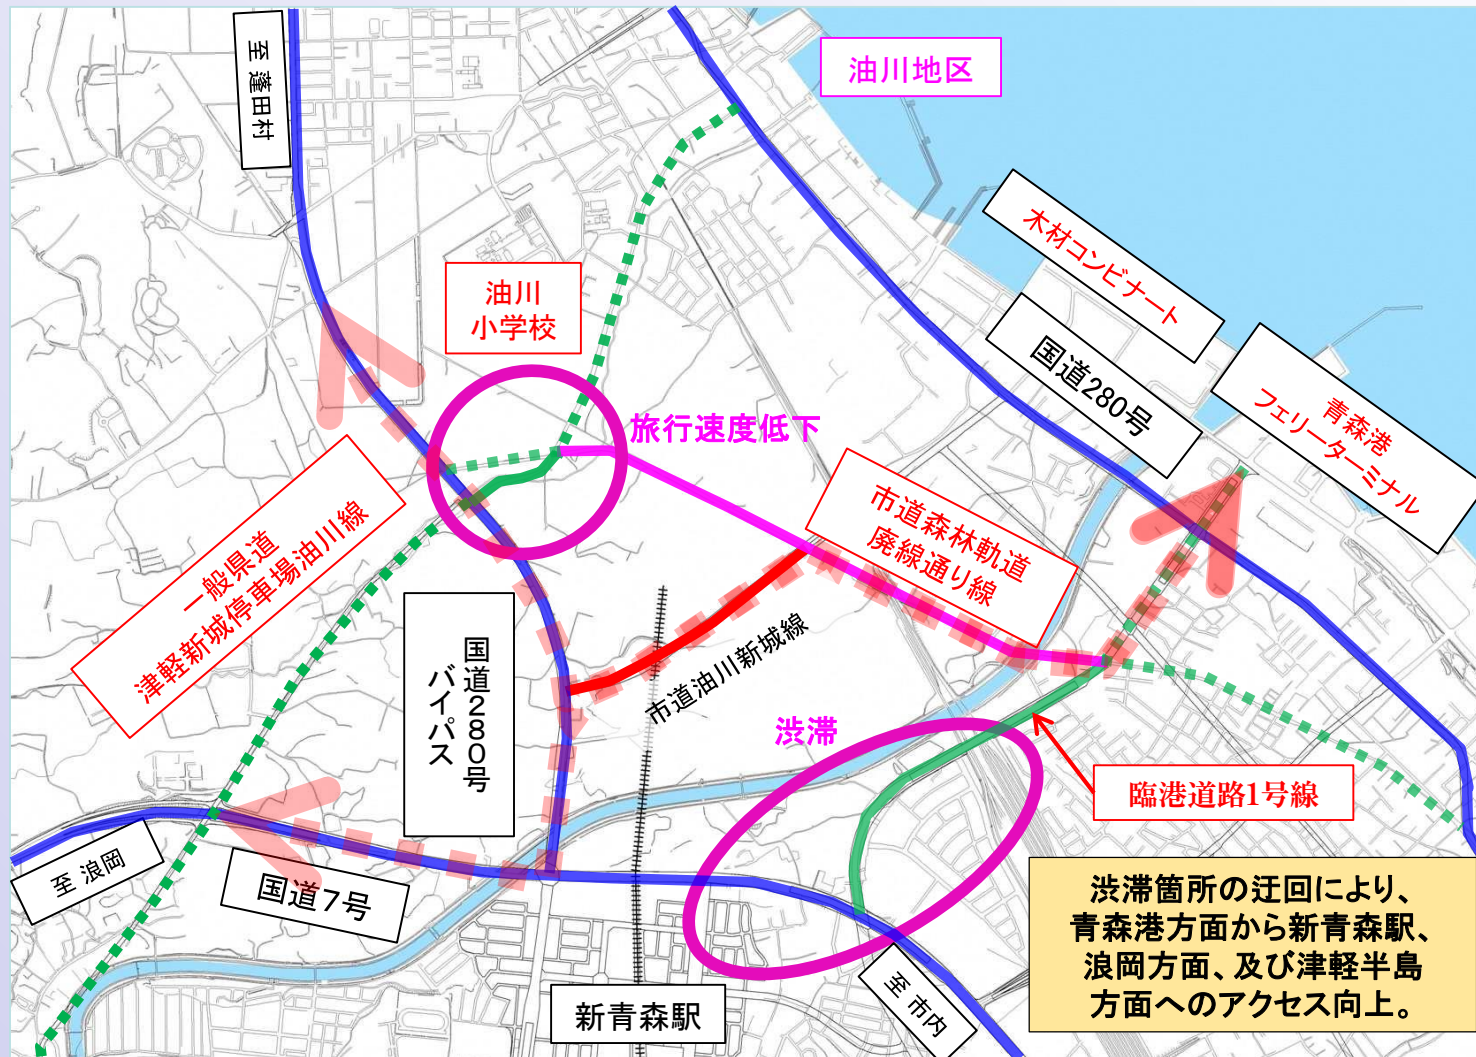 至 蓬田村
油川地区
木材コンビナート
油川
小学校
国道280号
青森港
フェリーターミナル
旅行速度低下
一般県道
津軽新城停車場油川線
市道森林軌道
廃線通り線
国道280号
バイパス
市道油川新城線
渋滞
臨港道路1号線
至 浪岡
国道7号
新青森駅
至 市内
渋滞箇所の迂回により、
青森港方面から新青森駅、
浪岡方面、及び津軽半島
方面へのアクセス向上。